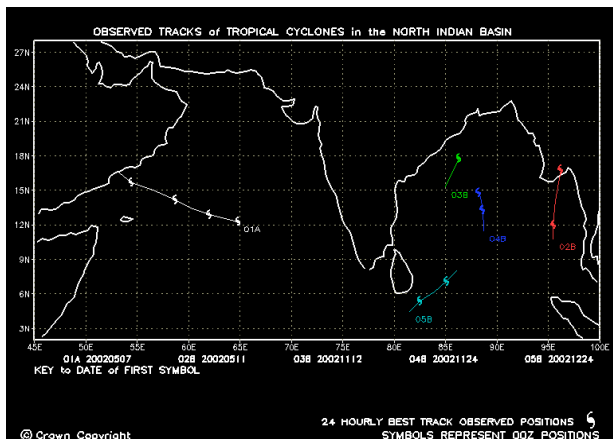 OBSERVED TRACKS of TROPICAL CYCLONES in the NORTH INDIAN BASIN
27N
24N
21N
18N
03B
15N
04B
01A
12N
02B
9N
6N
05B
3N
45E 50E 55E 60E 65E 70E 75E 80E 85E 90E 95E 100E
01A 20020507 02B 20020511 03B 20021112 04B 20021124 05B 20021224
KEY to DATE of FIRST SYMBOL
24 HOURLY BEST TRACK OBSERVED POSITIONS
© Crown Copyright SYMBOLS REPRESENT 00Z POSITIONS